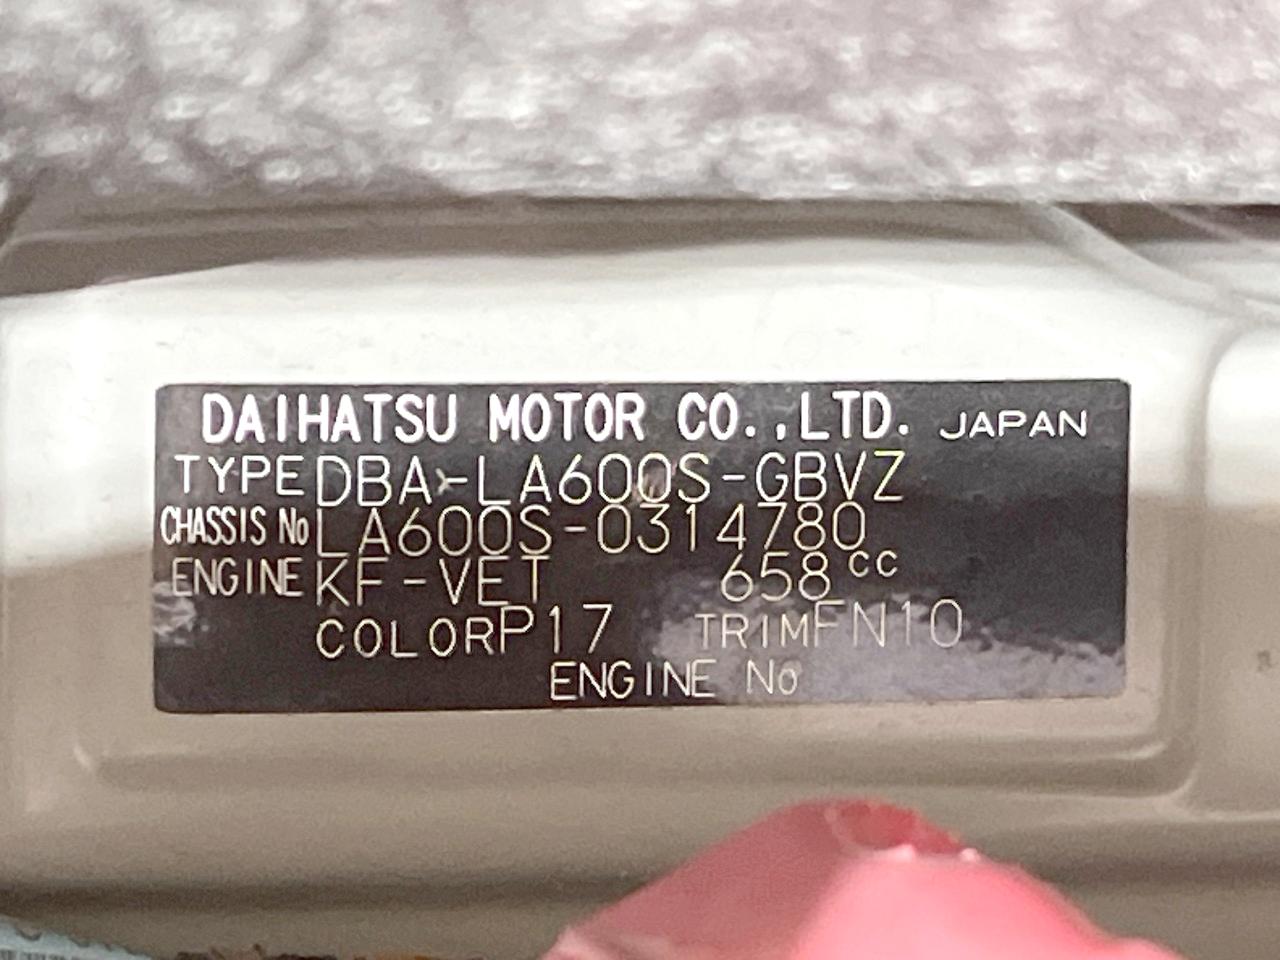 DAIHATSU MOTOR CO.,LTD. JAPAN
TYPE DBA-LA600S-GBVZ
CHASSIS No LA600S-0314780
ENGINE KF-VET 658cc
COLOR P17 TRIM FN10
ENGINE No